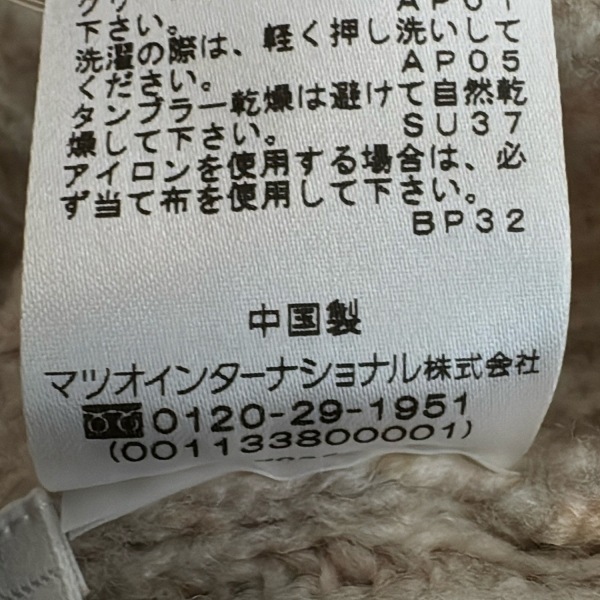 下さい。
洗濯の際は、軽く押し洗いして
ください。 AP05
タンブラー乾燥は避けて自然乾
燥して下さい。 SU37
アイロンを使用する場合は、必
ず当て布を使用して下さい。
BP32
中国製
マツオインターナショナル株式会社
0120-29-1951
(0011133800001)